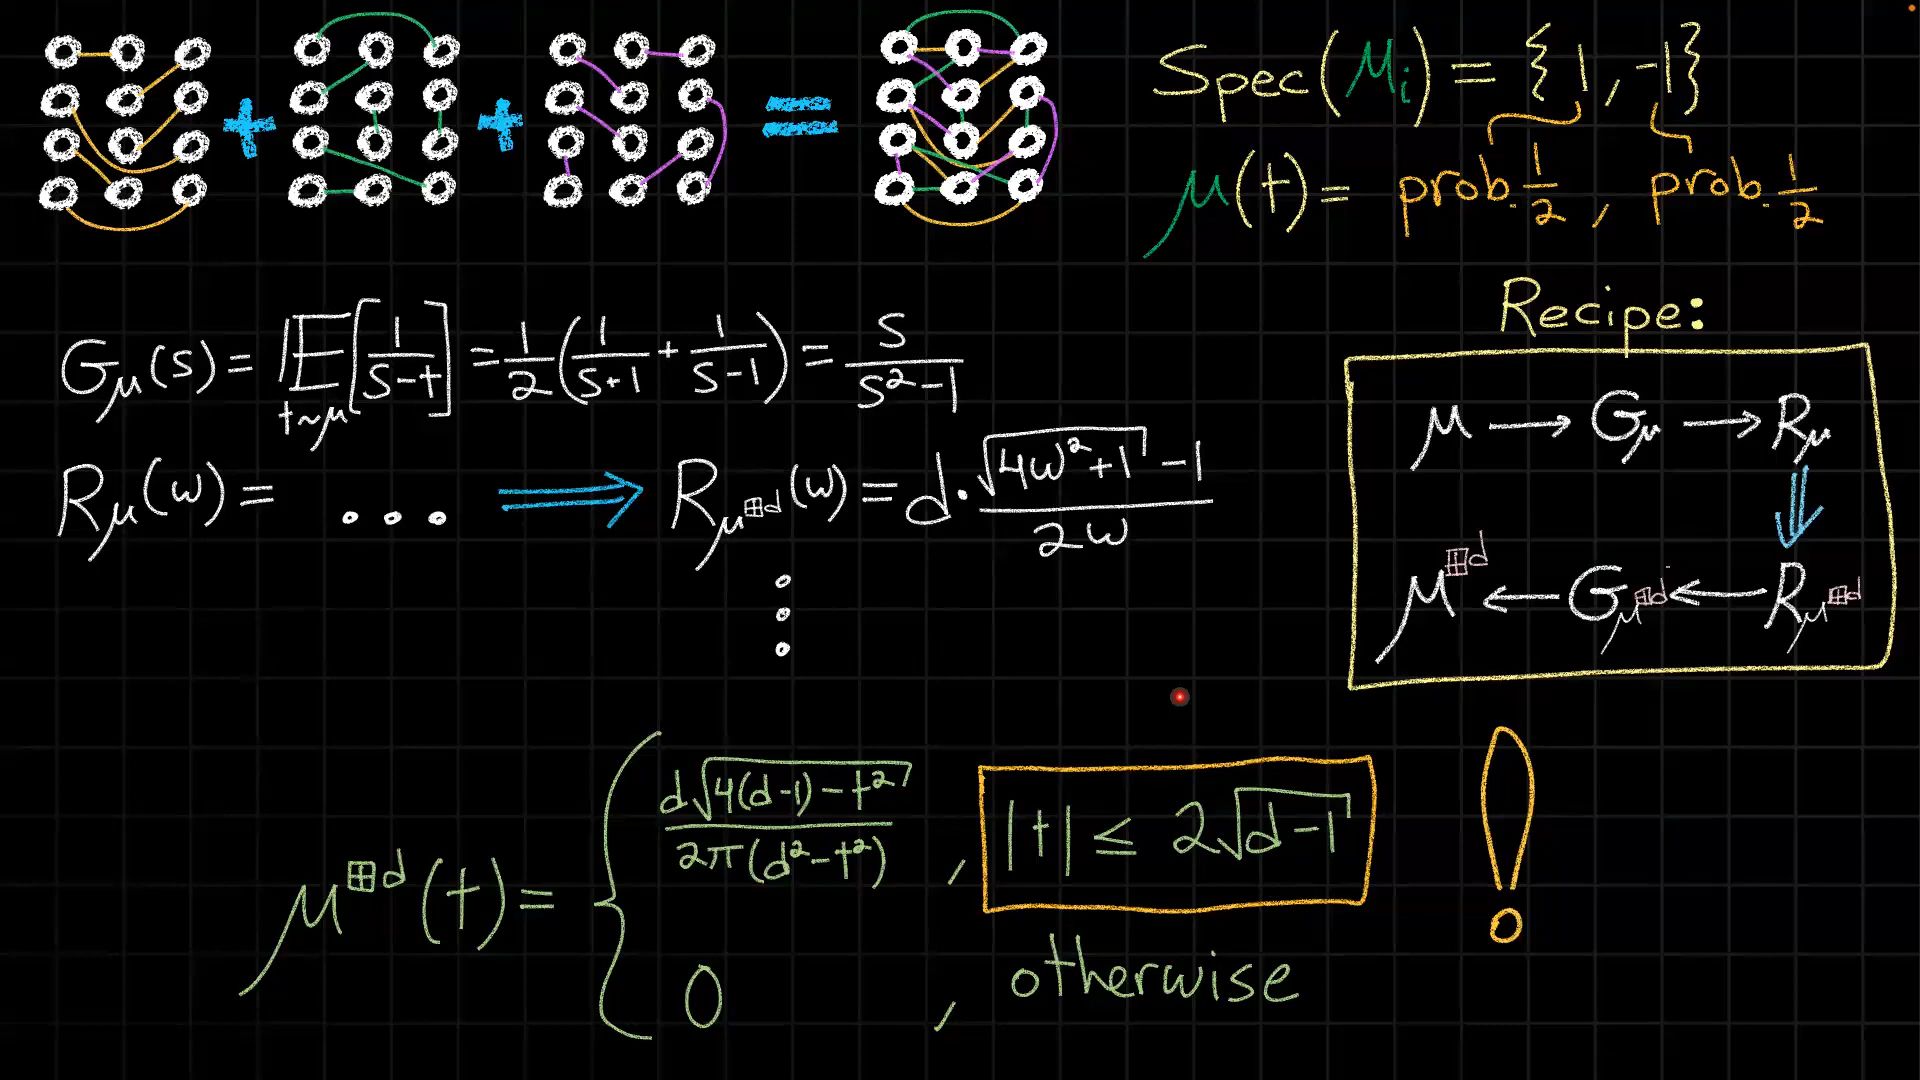 Spec(Mᵢ) = {1, -1}
μ(t) = prob. 1/2, prob. 1/2
Recipe:
G_μ(s) = 𝔼_{t~μ}[1/(s-t)] = 1/2(1/(s+1) + 1/(s-1)) = s/(s²-1)
μ → G_μ → R_μ
R_μ(w) = ... ⇒ R_{μ^{⊞d}}(w) = d·(√(4w²+1) - 1)/(2w)
⇓
μ^{⊞d} ← G_{μ^{⊞d}} ← R_{μ^{⊞d}}
μ^{⊞d}(t) = { d√(4(d-1)-t²)/(2π(d²-t²)), |t| ≤ 2√(d-1) !
0, otherwise